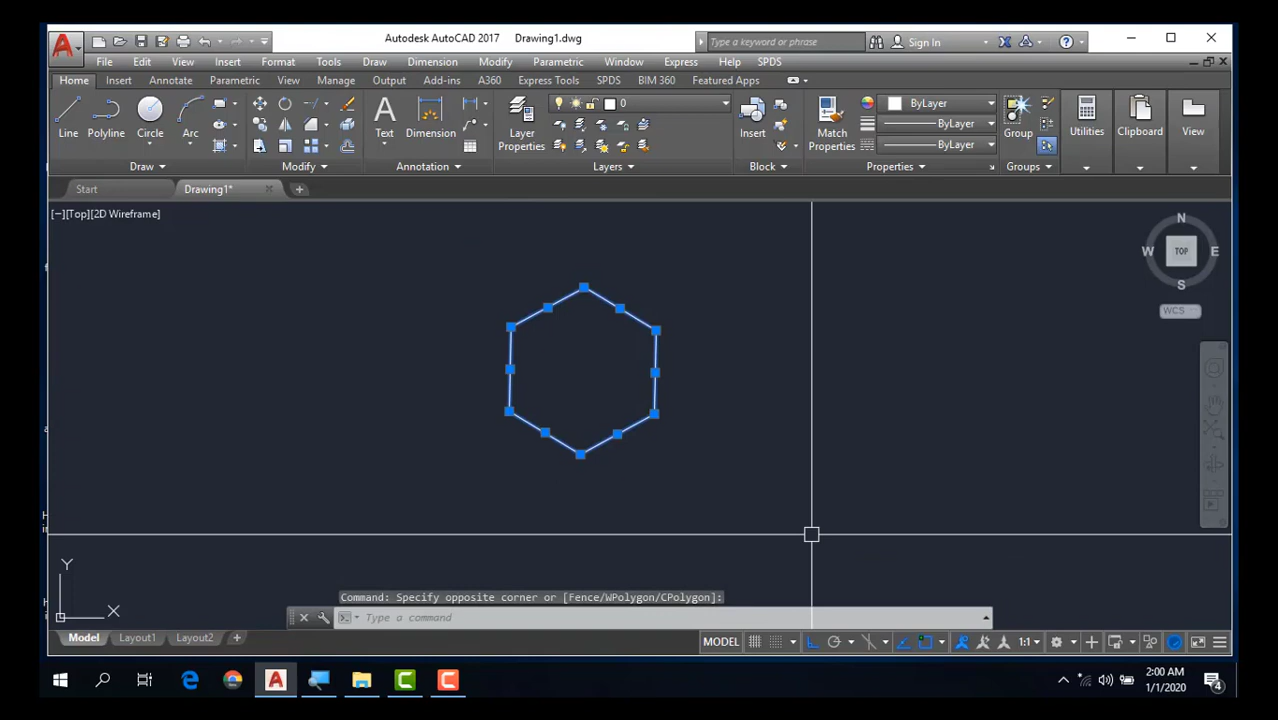 Autodesk AutoCAD 2017 Drawing1.dwg
Type a keyword or phrase
Sign In
File Edit View Insert Format Tools Draw Dimension Modify Parametric Window Express Help SPDS
Home Insert Annotate Parametric View Manage Output Add-ins A360 Express Tools SPDS BIM 360 Featured Apps
0
ByLayer
ByLayer
ByLayer
Line Polyline Circle Arc Text Dimension Layer Properties Insert Match Properties Group Utilities Clipboard View
Draw Modify Annotation Layers Block Properties Groups
Start Drawing1*
[−][Top][2D Wireframe]
N
W TOP E
S
WCS
Y
X
Command: Specify opposite corner or [Fence/WPolygon/CPolygon]:
Type a command
Model Layout1 Layout2
MODEL 1:1
2:00 AM
1/1/2020
4